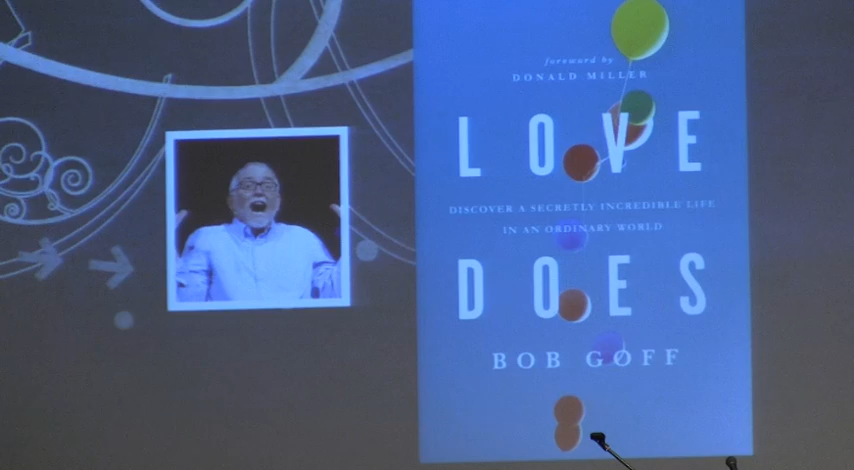 foreword by
DONALD MILLER
LOVE
DISCOVER A SECRETLY INCREDIBLE LIFE
IN AN ORDINARY WORLD
DOES
BOB GOFF